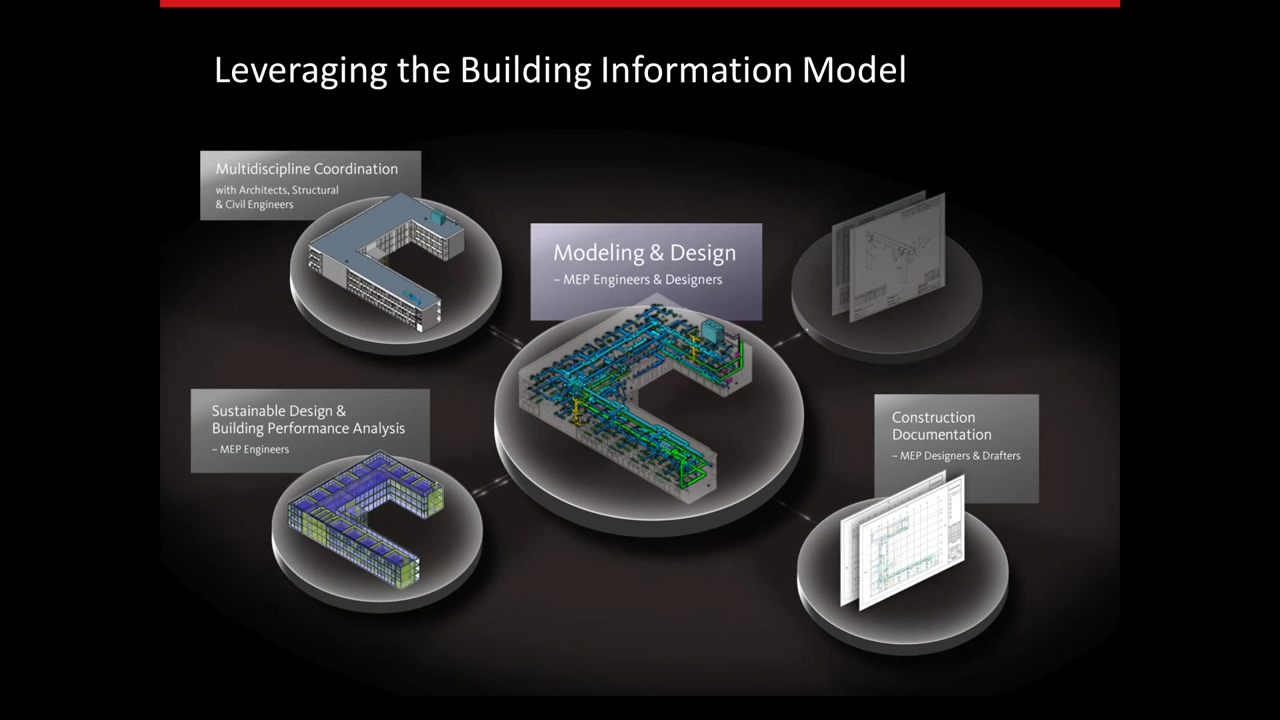 Leveraging the Building Information Model
Multidiscipline Coordination
with Architects, Structural
& Civil Engineers
Modeling & Design
– MEP Engineers & Designers
Sustainable Design &
Building Performance Analysis
– MEP Engineers
Construction
Documentation
– MEP Designers & Drafters